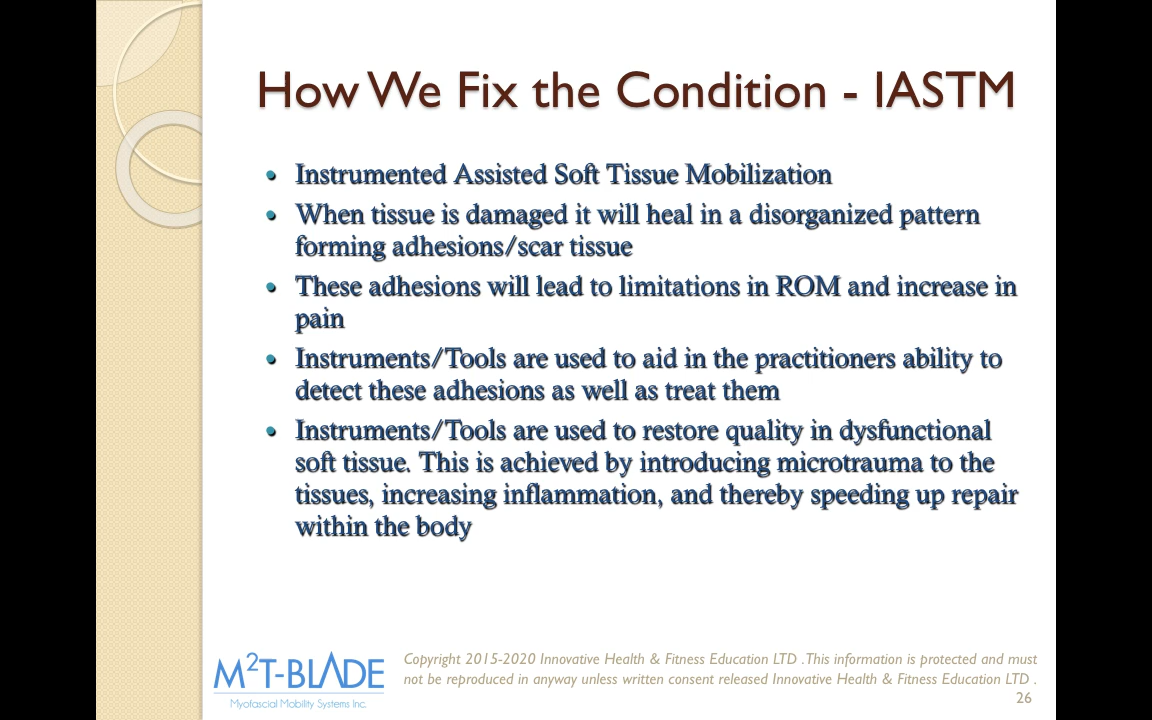 How We Fix the Condition - IASTM
• Instrumented Assisted Soft Tissue Mobilization
• When tissue is damaged it will heal in a disorganized pattern
forming adhesions/scar tissue
• These adhesions will lead to limitations in ROM and increase in
pain
• Instruments/Tools are used to aid in the practitioners ability to
detect these adhesions as well as treat them
• Instruments/Tools are used to restore quality in dysfunctional
soft tissue. This is achieved by introducing microtrauma to the
tissues, increasing inflammation, and thereby speeding up repair
within the body
M²T-BLADE
Myofascial Mobility Systems Inc.
Copyright 2015-2020 Innovative Health & Fitness Education LTD . This information is protected and must
not be reproduced in anyway unless written consent released Innovative Health & Fitness Education LTD .
26